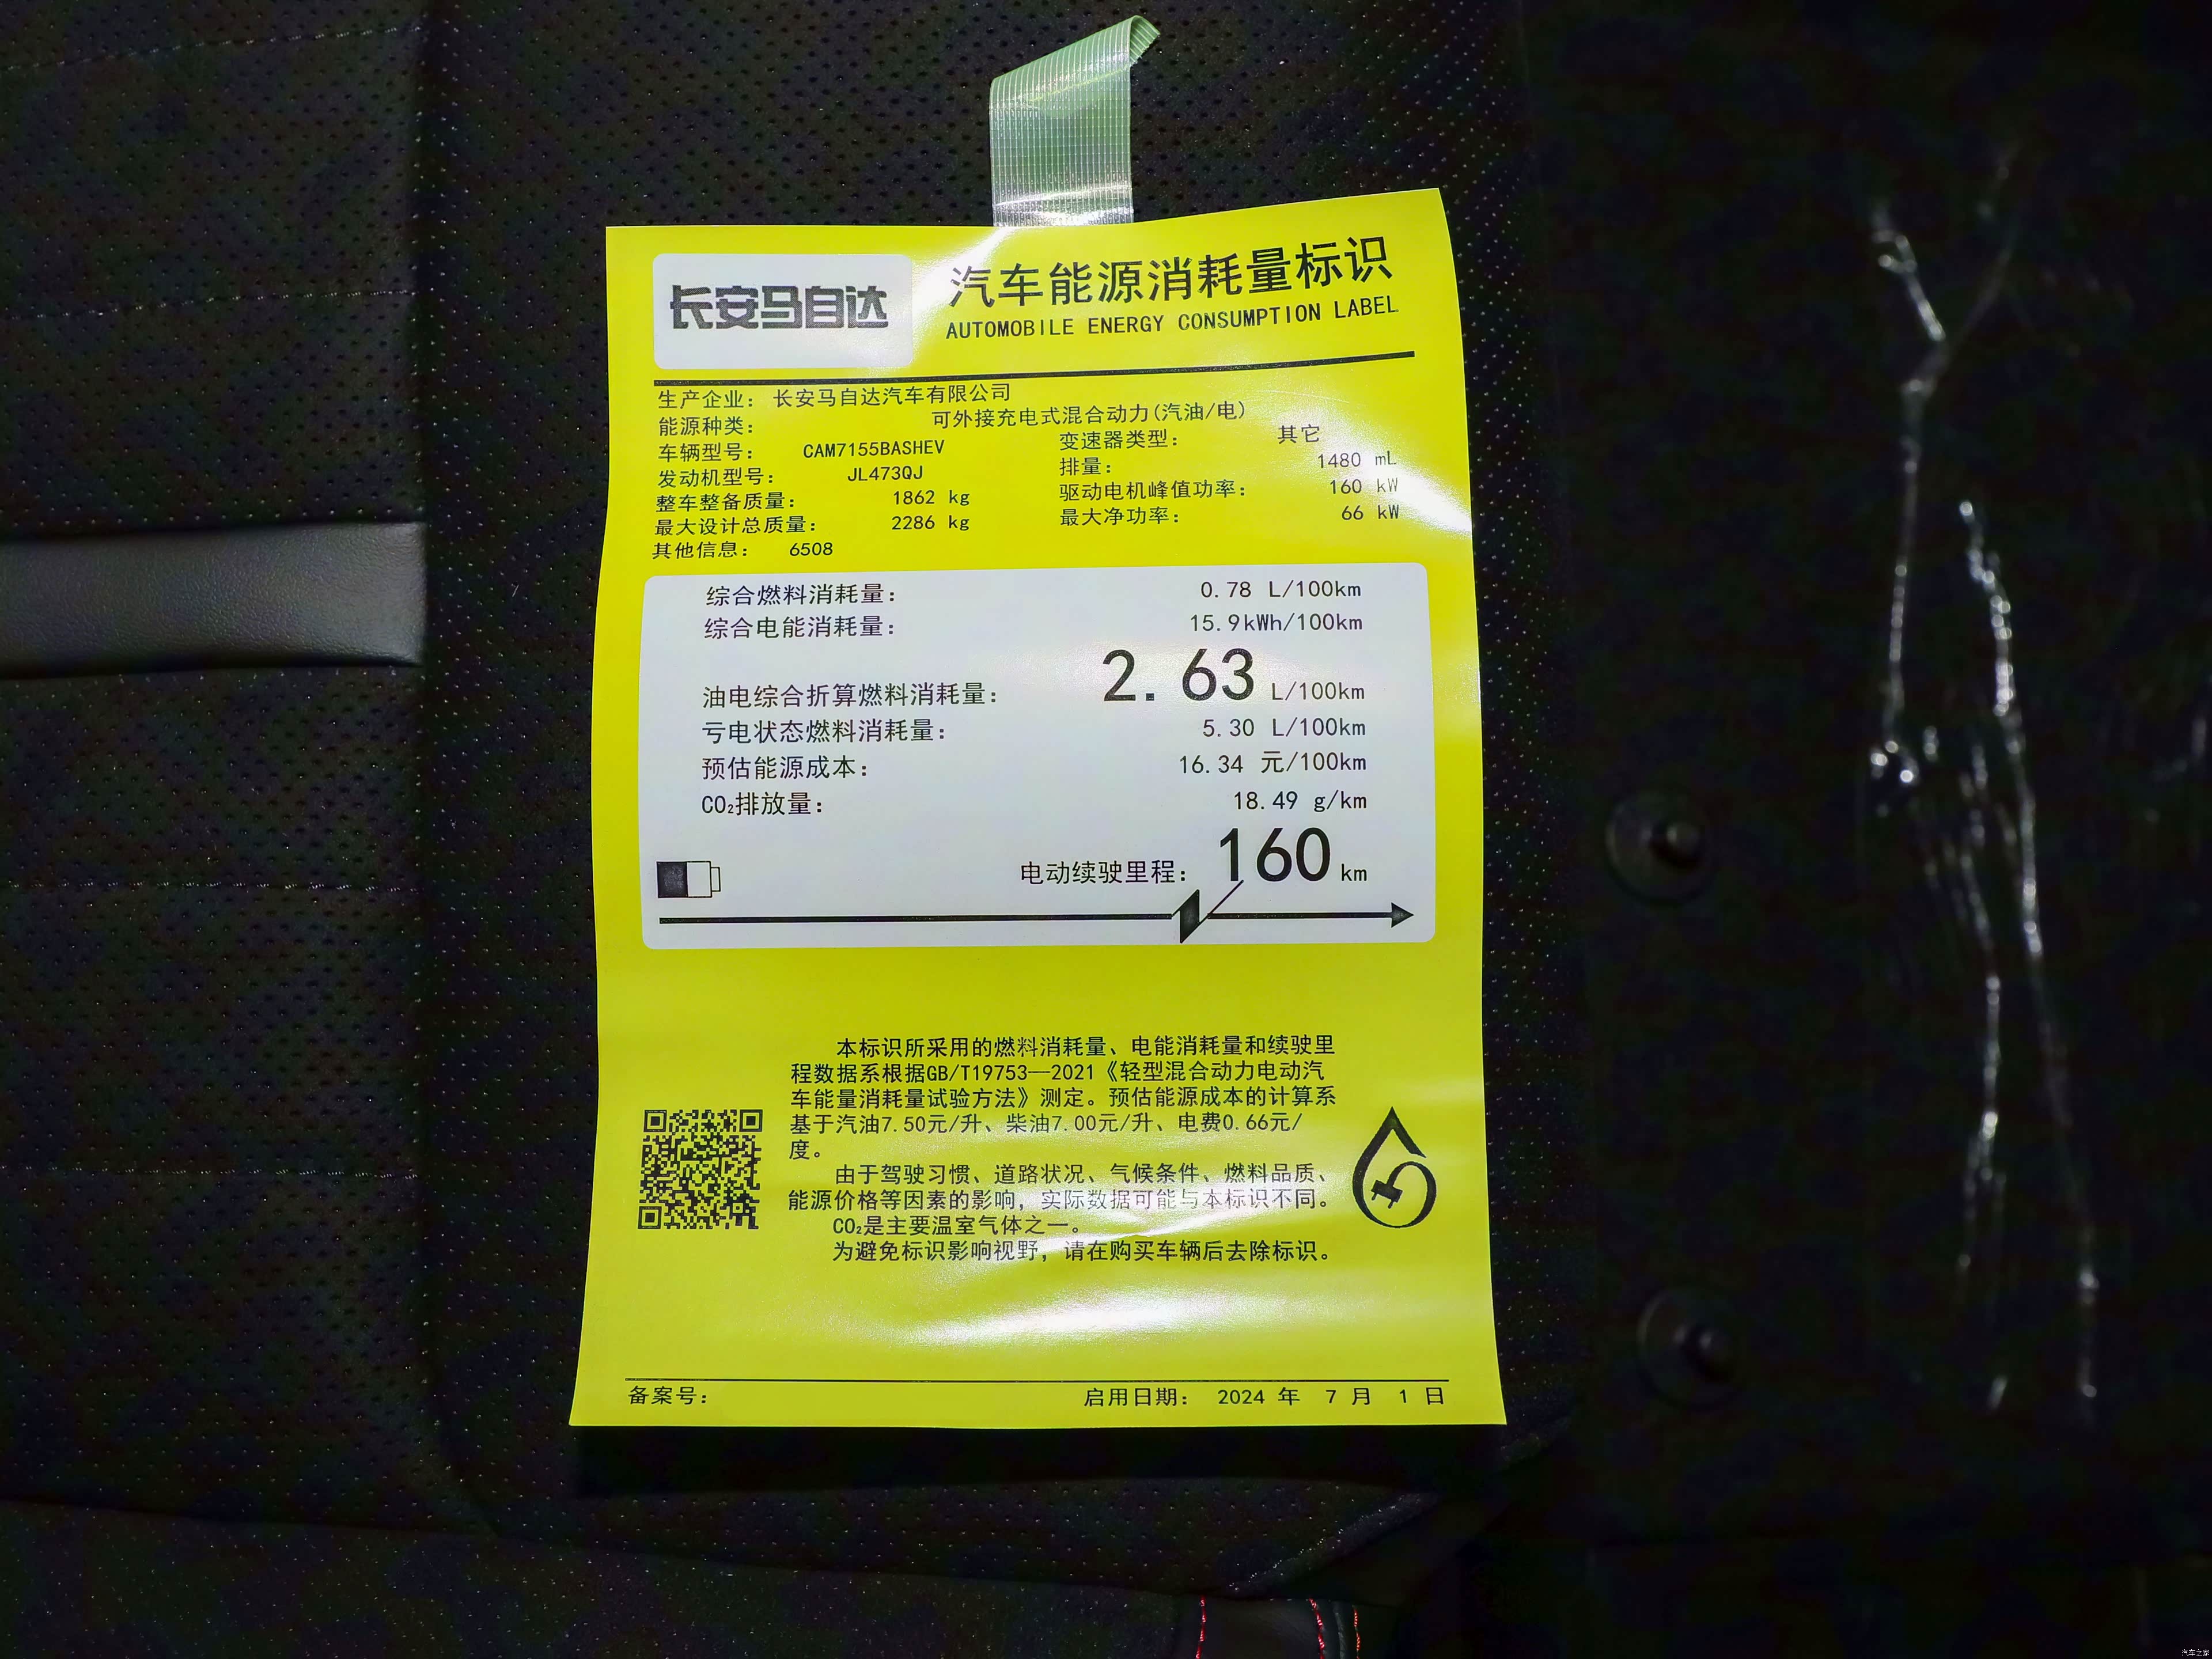 长安马自达
汽车能源消耗量标识
AUTOMOBILE ENERGY CONSUMPTION LABEL
生产企业: 长安马自达汽车有限公司
能源种类: 可外接充电式混合动力(汽油/电)
车辆型号: CAM7155BASHEV 变速器类型: 其它
发动机型号: JL473QJ 排量: 1480 mL
整车整备质量: 1862 kg 驱动电机峰值功率: 160 kW
最大设计总质量: 2286 kg 最大净功率: 66 kW
其他信息: 6508
综合燃料消耗量: 0.78 L/100km
综合电能消耗量: 15.9kWh/100km
油电综合折算燃料消耗量: 2.63 L/100km
亏电状态燃料消耗量: 5.30 L/100km
预估能源成本: 16.34 元/100km
CO₂排放量: 18.49 g/km
电动续驶里程: 160 km
本标识所采用的燃料消耗量、电能消耗量和续驶里
程数据系根据GB/T19753—2021《轻型混合动力电动汽
车能量消耗量试验方法》测定。预估能源成本的计算系
基于汽油7.50元/升、柴油7.00元/升、电费0.66元/
度。
由于驾驶习惯、道路状况、气候条件、燃料品质、
能源价格等因素的影响，实际数据可能与本标识不同。
CO₂是主要温室气体之一。
为避免标识影响视野，请在购买车辆后去除标识。
备案号: 启用日期: 2024 年 7 月 1 日
汽车之家